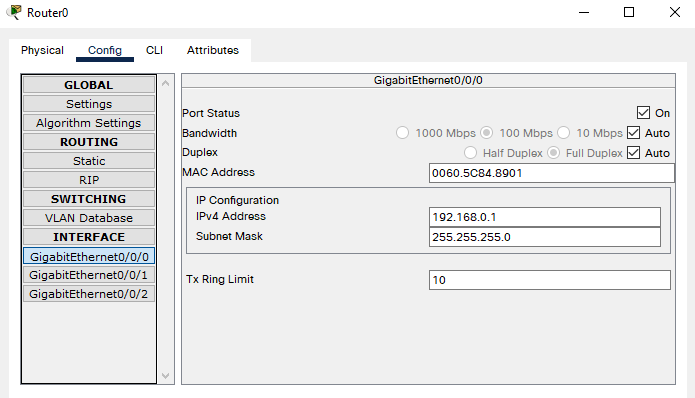 Router0
Physical Config CLI Attributes
GLOBAL
Settings
Algorithm Settings
ROUTING
Static
RIP
SWITCHING
VLAN Database
INTERFACE
GigabitEthernet0/0/0
GigabitEthernet0/0/1
GigabitEthernet0/0/2
GigabitEthernet0/0/0
Port Status On
Bandwidth 1000 Mbps 100 Mbps 10 Mbps Auto
Duplex Half Duplex Full Duplex Auto
MAC Address 0060.5C84.8901
IP Configuration
IPv4 Address 192.168.0.1
Subnet Mask 255.255.255.0
Tx Ring Limit 10